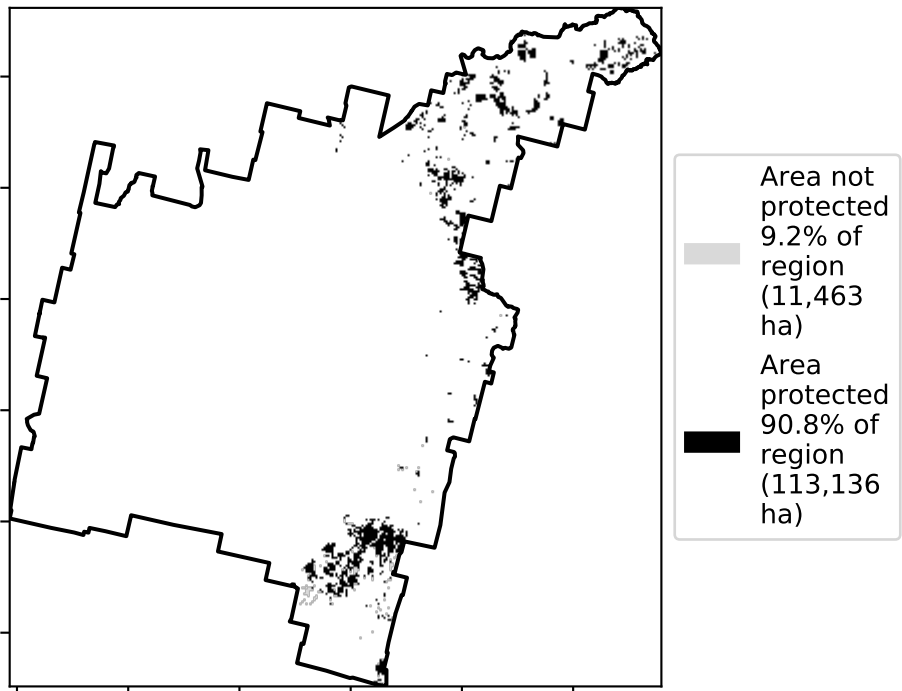 Area not
protected
9.2% of
region
(11,463
ha)
Area
protected
90.8% of
region
(113,136
ha)